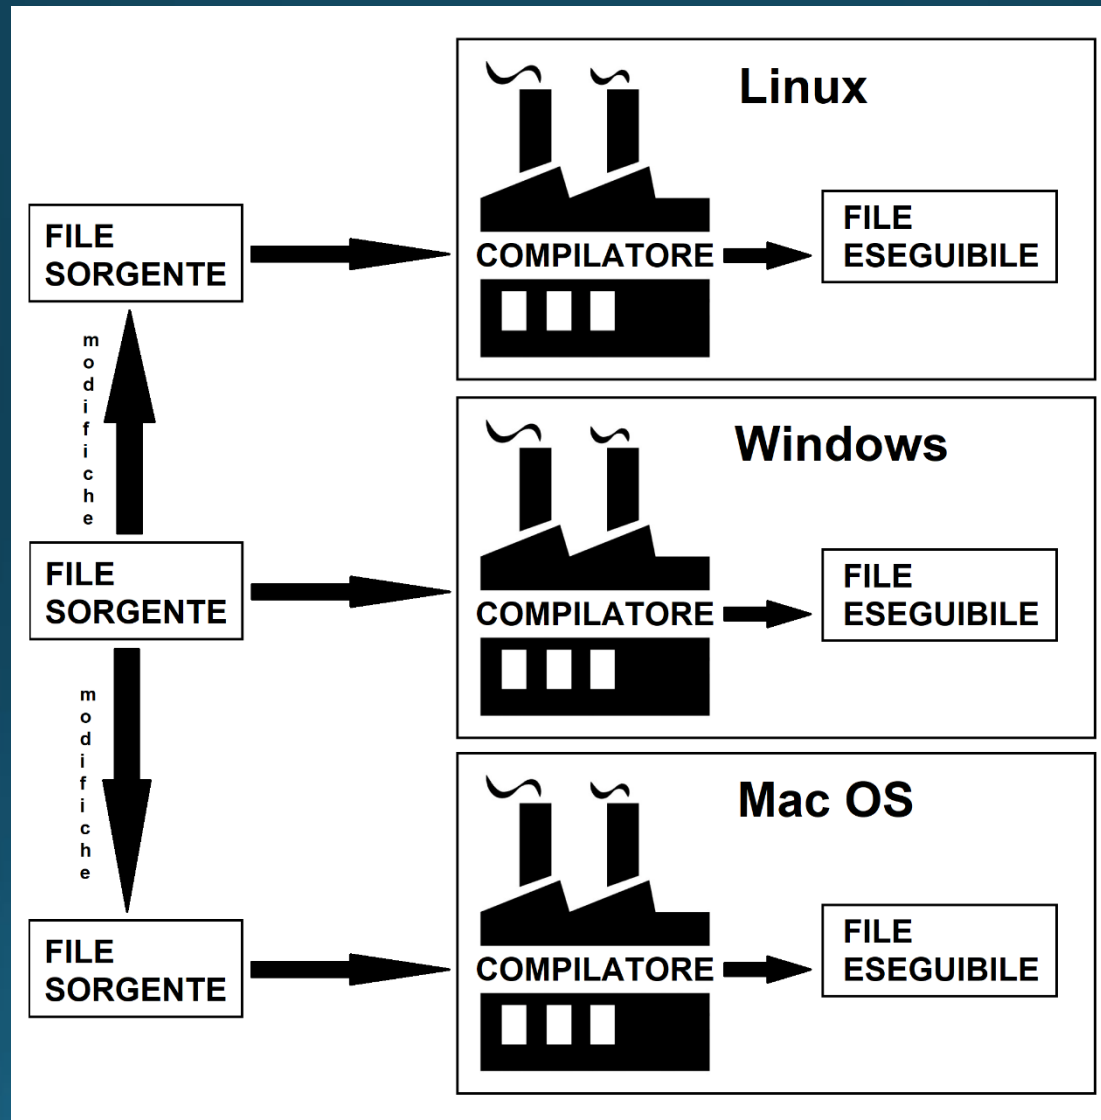 Linux
FILE
SORGENTE
COMPILATORE
FILE
ESEGUIBILE
modifiche
Windows
FILE
SORGENTE
COMPILATORE
FILE
ESEGUIBILE
modifiche
Mac OS
FILE
SORGENTE
COMPILATORE
FILE
ESEGUIBILE